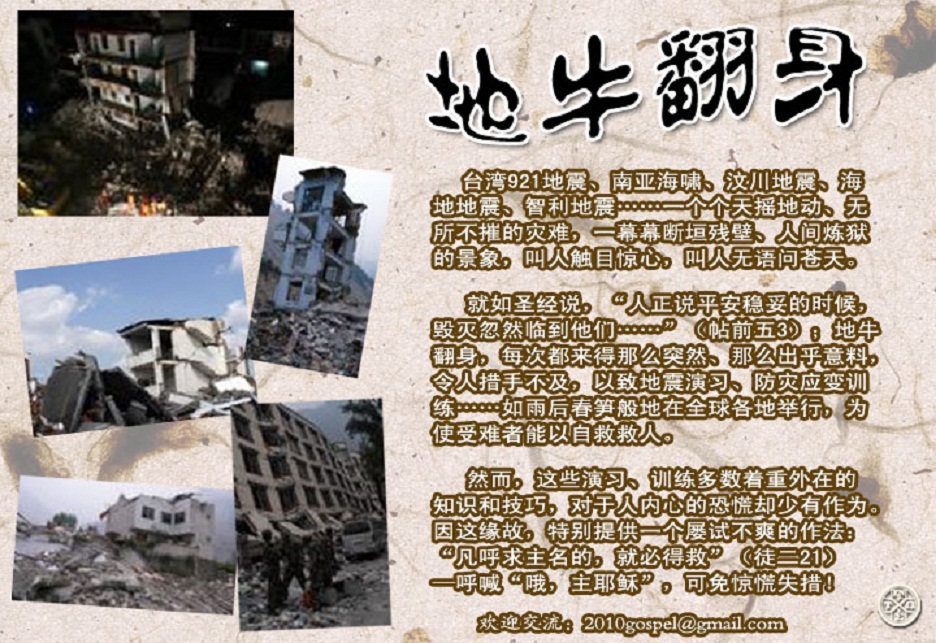 地牛翻身
台湾921地震、南亚海啸、汶川地震、海
地地震、智利地震……一个个天摇地动、无
所不摧的灾难，一幕幕断垣残壁、人间炼狱
的景象，叫人触目惊心，叫人无语问苍天。
就如圣经说，“人正说平安稳妥的时候，
毁灭忽然临到他们……”（帖前五3）；地牛
翻身，每次都来得那么突然、那么出乎意料，
令人措手不及，以致地震演习、防灾应变训
练……如雨后春笋般地在全球各地举行，为
使受难者能以自救救人。
然而，这些演习、训练多数着重外在的
知识和技巧，对于人内心的恐慌却少有作为。
因这缘故，特别提供一个屡试不爽的作法：
“凡呼求主名的，就必得救”（徒二21）
—呼喊“哦，主耶稣”，可免惊慌失措！
欢迎交流：2010gospel@gmail.com